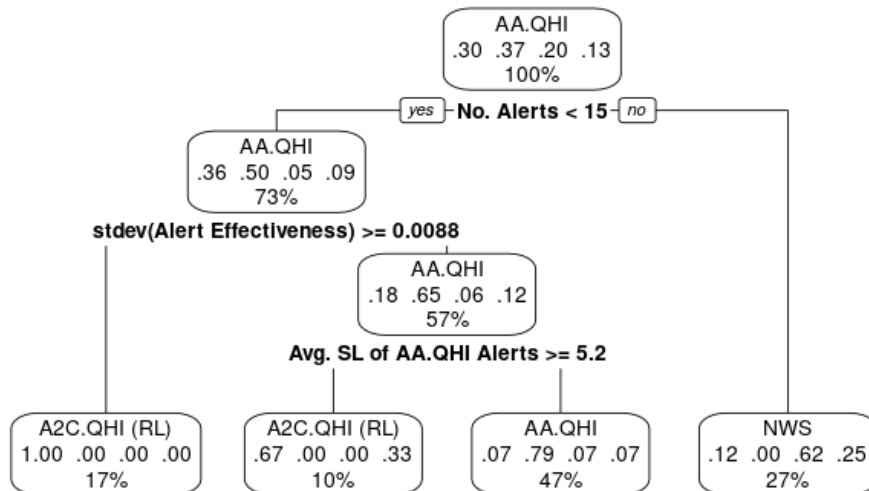 AA.QHI
.30 .37 .20 .13
100%
yes No. Alerts < 15 no
AA.QHI
.36 .50 .05 .09
73%
stdev(Alert Effectiveness) >= 0.0088
AA.QHI
.18 .65 .06 .12
57%
Avg. SL of AA.QHI Alerts >= 5.2
A2C.QHI (RL)
1.00 .00 .00 .00
17%
A2C.QHI (RL)
.67 .00 .00 .33
10%
AA.QHI
.07 .79 .07 .07
47%
NWS
.12 .00 .62 .25
27%